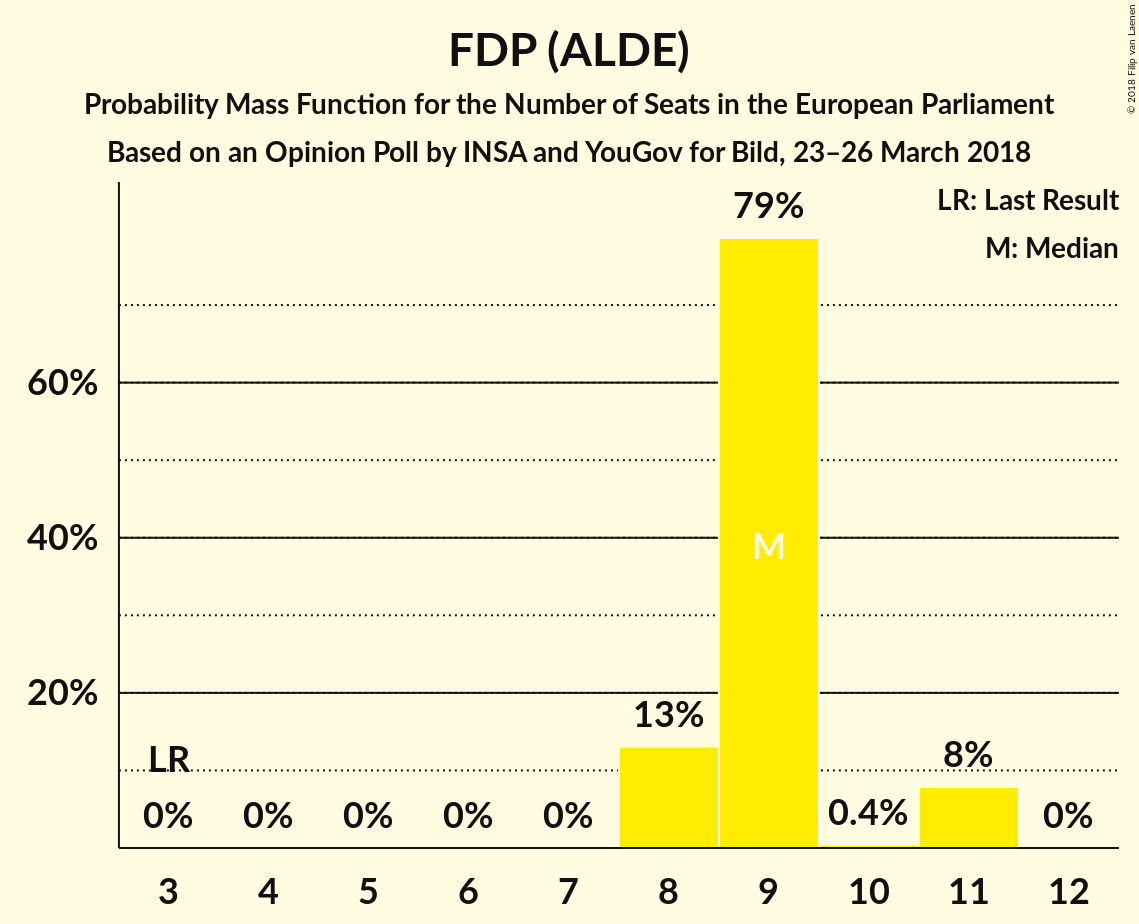 FDP (ALDE)
Probability Mass Function for the Number of Seats in the European Parliament
Based on an Opinion Poll by INSA and YouGov for Bild, 23–26 March 2018
© 2018 Filip van Laenen
LR: Last Result
M: Median
79%
60%
40%
M
20%
13%
LR
8%
0% 0% 0% 0% 0% 0.4% 0%
3 4 5 6 7 8 9 10 11 12